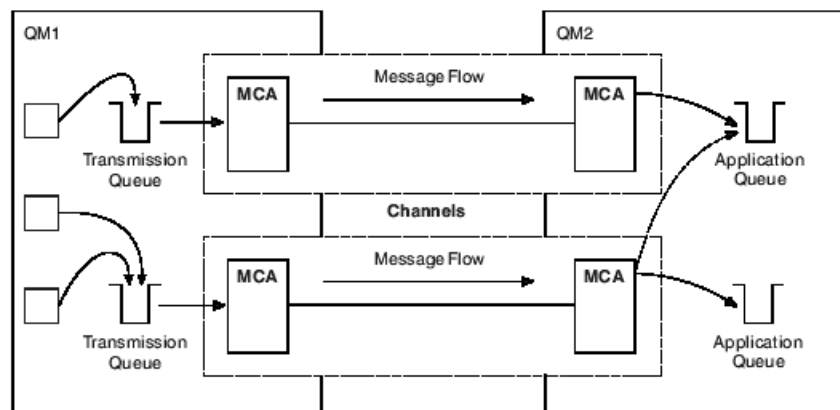 QM1
QM2
MCA
Message Flow
MCA
Transmission
Queue
Application
Queue
Channels
MCA
Message Flow
MCA
Transmission
Queue
Application
Queue